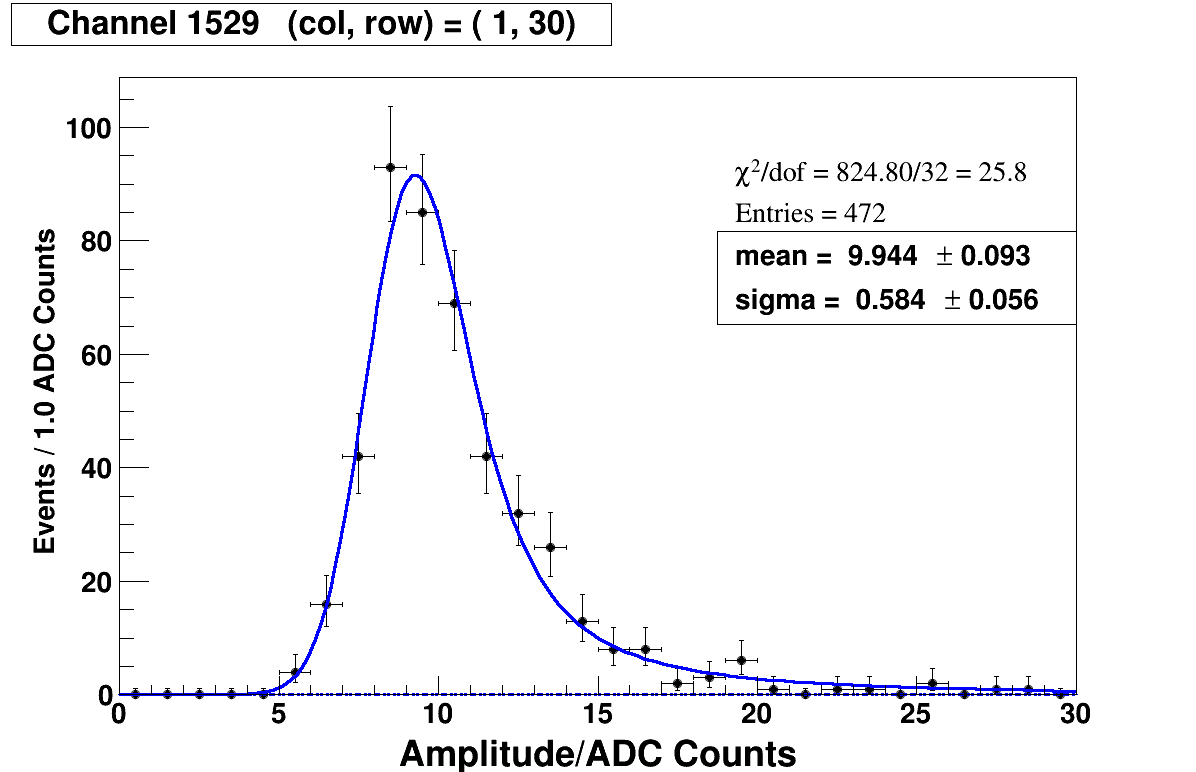 Channel 1529 (col, row) = ( 1, 30)
χ²/dof = 824.80/32 = 25.8
Entries = 472
mean = 9.944 ± 0.093
sigma = 0.584 ± 0.056
Events / 1.0 ADC Counts
100
80
60
40
20
0
0 5 10 15 20 25 30
Amplitude/ADC Counts